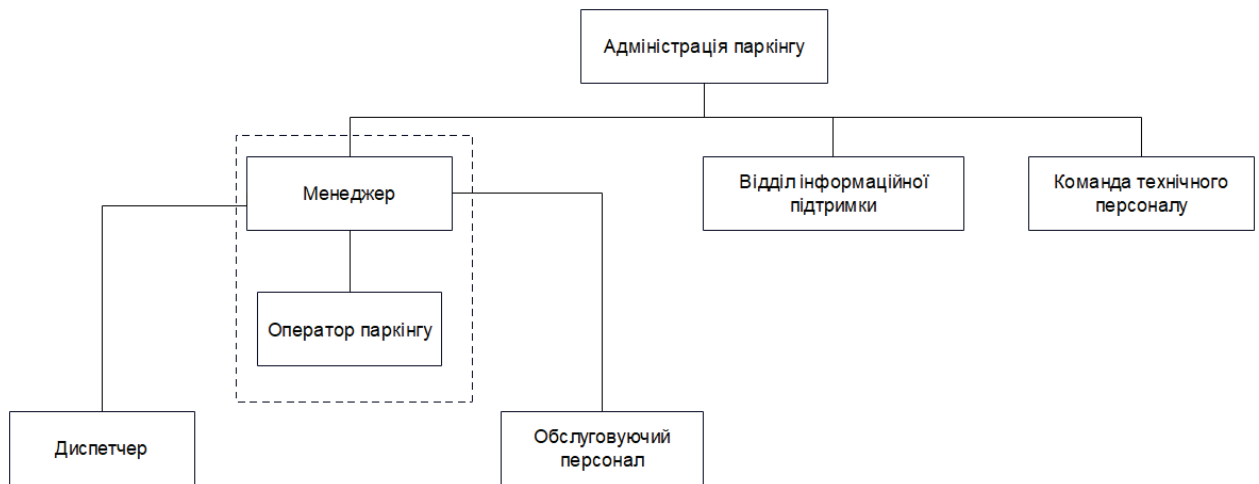 Адміністрація паркінгу
Менеджер
Відділ інформаційної
підтримки
Команда технічного
персоналу
Оператор паркінгу
Диспетчер
Обслуговуючий
персонал